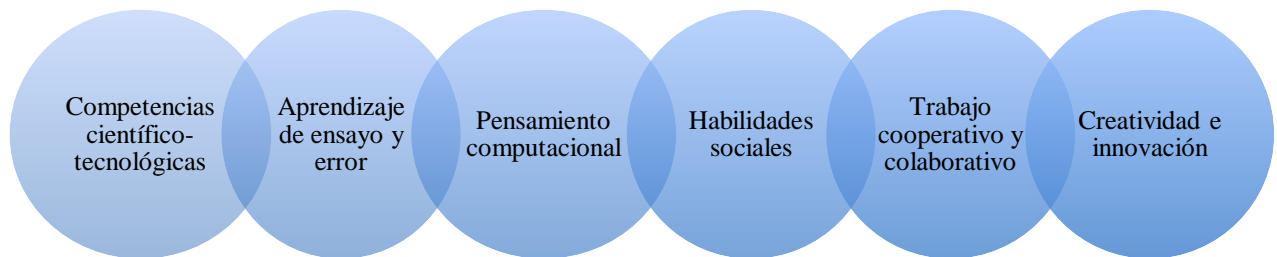 Competencias
científico-
tecnológicas
Aprendizaje
de ensayo y
error
Pensamiento
computacional
Habilidades
sociales
Trabajo
cooperativo y
colaborativo
Creatividad e
innovación